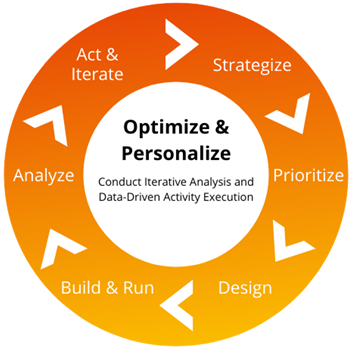 Act &
Iterate
Strategize
Optimize &
Personalize
Conduct Iterative Analysis and
Data-Driven Activity Execution
Analyze
Prioritize
Build & Run
Design